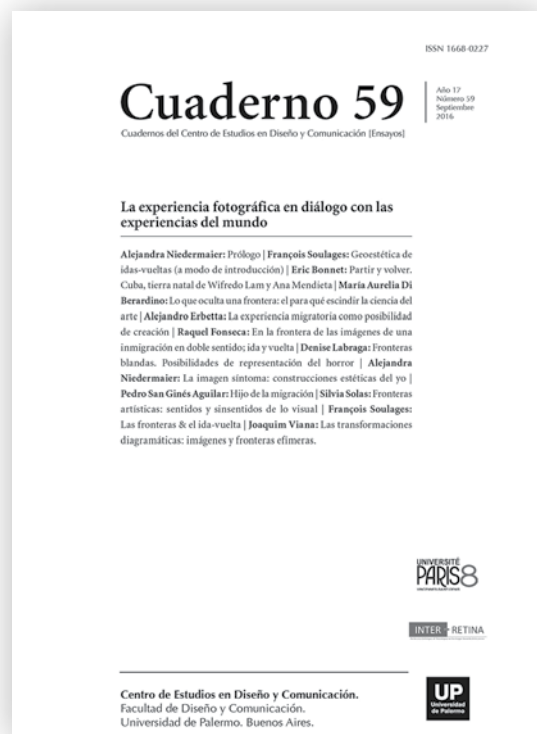 ISSN 1668-0227
Cuaderno 59
Año 17
Número 59
Septiembre
2016
Cuadernos del Centro de Estudios en Diseño y Comunicación [Ensayos]
La experiencia fotográfica en diálogo con las
experiencias del mundo
Alejandra Niedermaier: Prólogo | François Soulages: Geoestética de
idas-vueltas (a modo de introducción) | Eric Bonnet: Partir y volver.
Cuba, tierra natal de Wifredo Lam y Ana Mendieta | María Aurelia Di
Berardino: Lo que oculta una frontera: el para qué escindir la ciencia del
arte | Alejandro Erbetta: La experiencia migratoria como posibilidad
de creación | Raquel Fonseca: En la frontera de las imágenes de una
inmigración en doble sentido; ida y vuelta | Denise Labraga: Fronteras
blandas. Posibilidades de representación del horror | Alejandra
Niedermaier: La imagen síntoma: construcciones estéticas del yo |
Pedro San Ginés Aguilar: Hijo de la migración | Silvia Solas: Fronteras
artísticas: sentidos y sinsentidos de lo visual | François Soulages:
Las fronteras & el ida-vuelta | Joaquim Viana: Las transformaciones
diagramáticas: imágenes y fronteras efímeras.
UNIVERSITÉ
PARIS8
INTER RETINA
Centro de Estudios en Diseño y Comunicación.
Facultad de Diseño y Comunicación.
Universidad de Palermo. Buenos Aires.
UP
Universidad
de Palermo